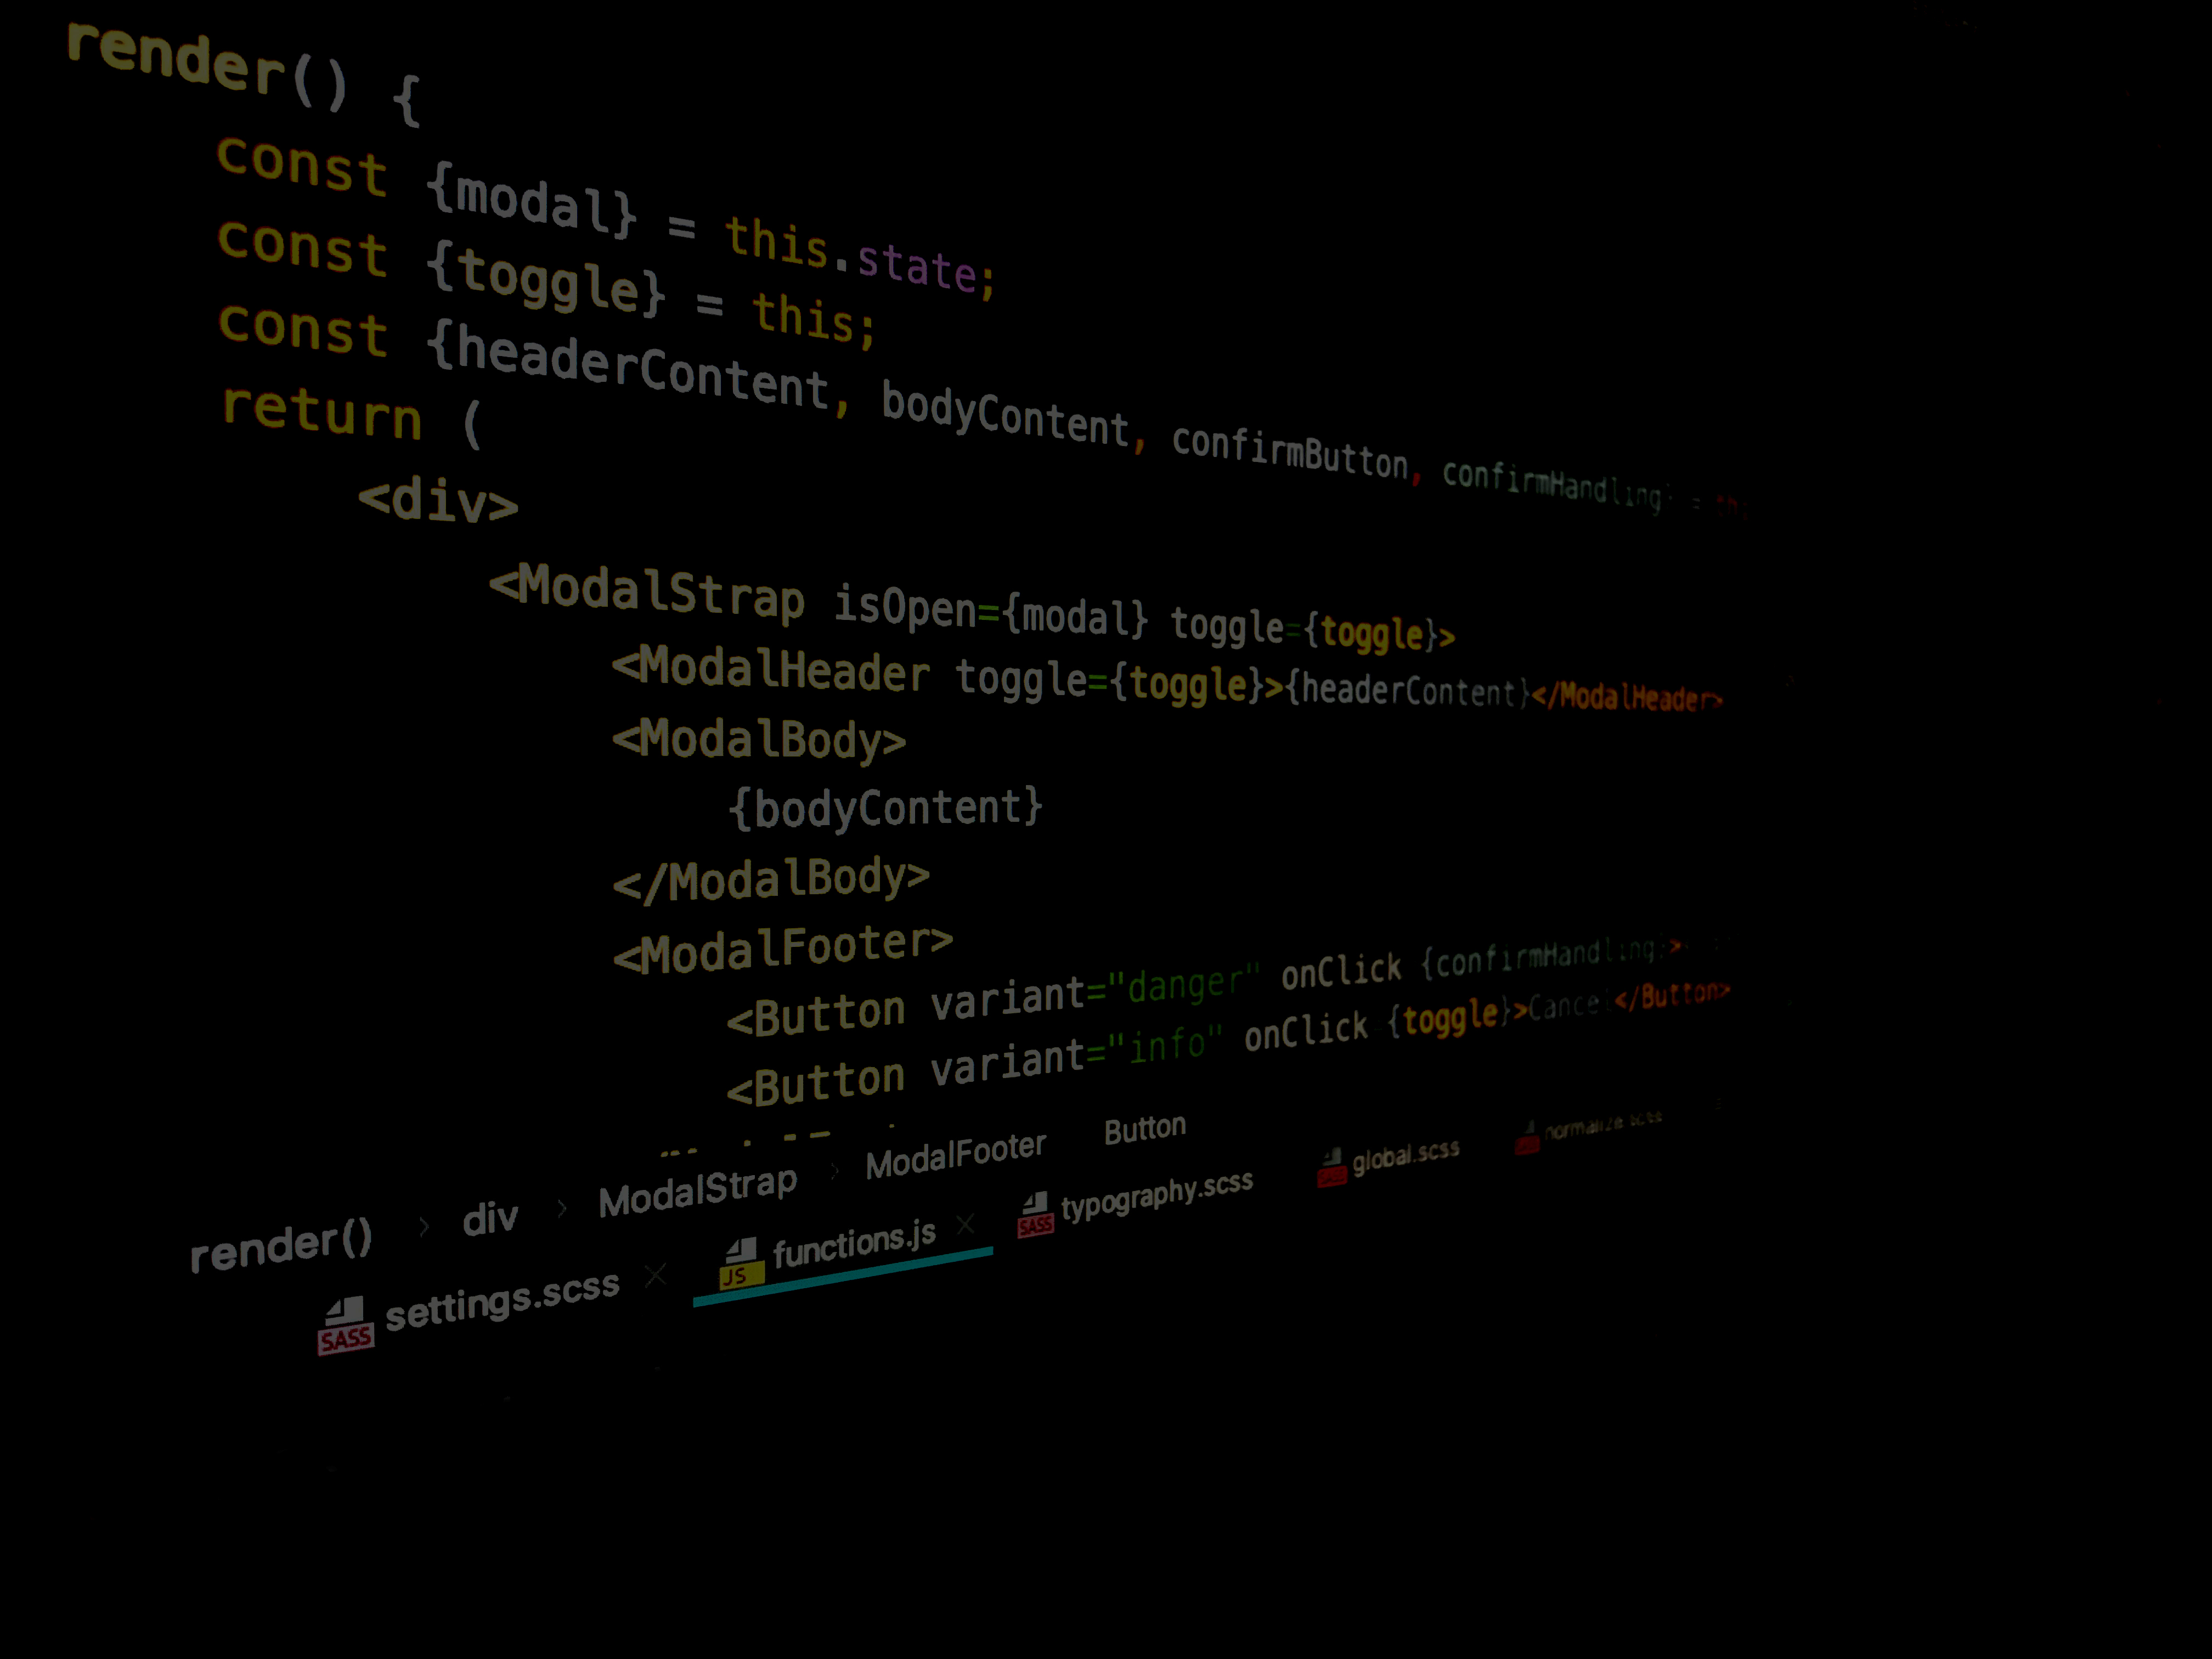 render() {
const {modal} = this.state;
const {toggle} = this;
const {headerContent, bodyContent, confirmButton, confirmHandling} =
return (
<div>
<ModalStrap isOpen={modal} toggle={toggle}>
<ModalHeader toggle={toggle}>{headerContent}</ModalHeader>
<ModalBody>
{bodyContent}
</ModalBody>
<ModalFooter>
<Button variant="danger" onClick {confirmHandling}>
<Button variant="info" onClick {toggle}>Cancel</Button>
render() > div > ModalStrap > ModalFooter Button
SASS settings.scss × JS functions.js × SASS typography.scss SASS global.scss normalize.scss